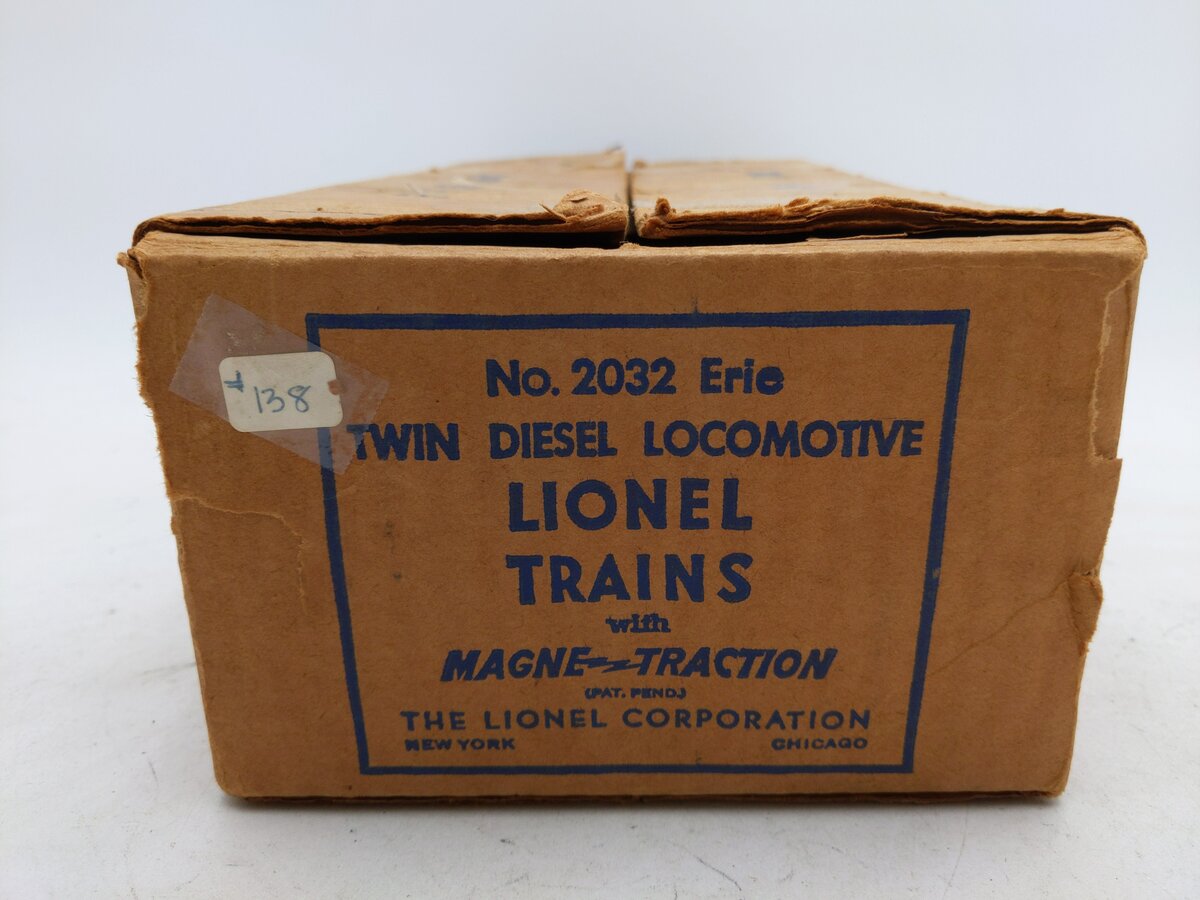 138
No. 2032 Erie
TWIN DIESEL LOCOMOTIVE
LIONEL
TRAINS
with
MAGNE-TRACTION
(PAT. PEND.)
THE LIONEL CORPORATION
NEW YORK CHICAGO